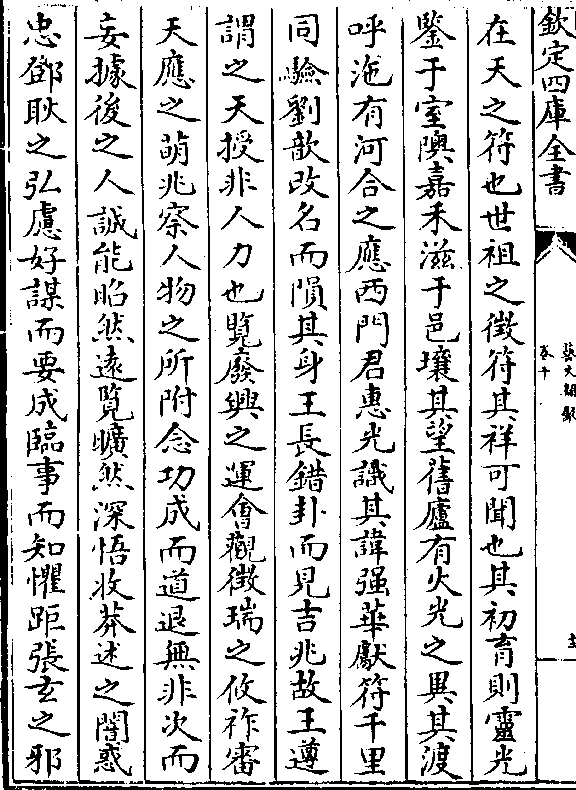 欽定四庫全書
藝文類聚
卷十
在天之符也世祖之徵符其祥可聞也其初育則靈光
鑒于室隩嘉禾滋于邑壤其望舊廬有火光之異其渡
呼沲有河合之應西門君惠光識其諱强華獻符千里
同驗劉歆改名而隕其身王長錯卦而見吉兆故王遵
謂之天授非人力也覽廢興之運㑹觀徵瑞之攸祚審
天應之萌兆察人物之所附念功成而道退無非次而
妄據後之人誠能昭然遠覽曠然深悟收莽述之闇惑
忠鄧耿之弘慮好謀而要成臨事而知懼距張玄之邪